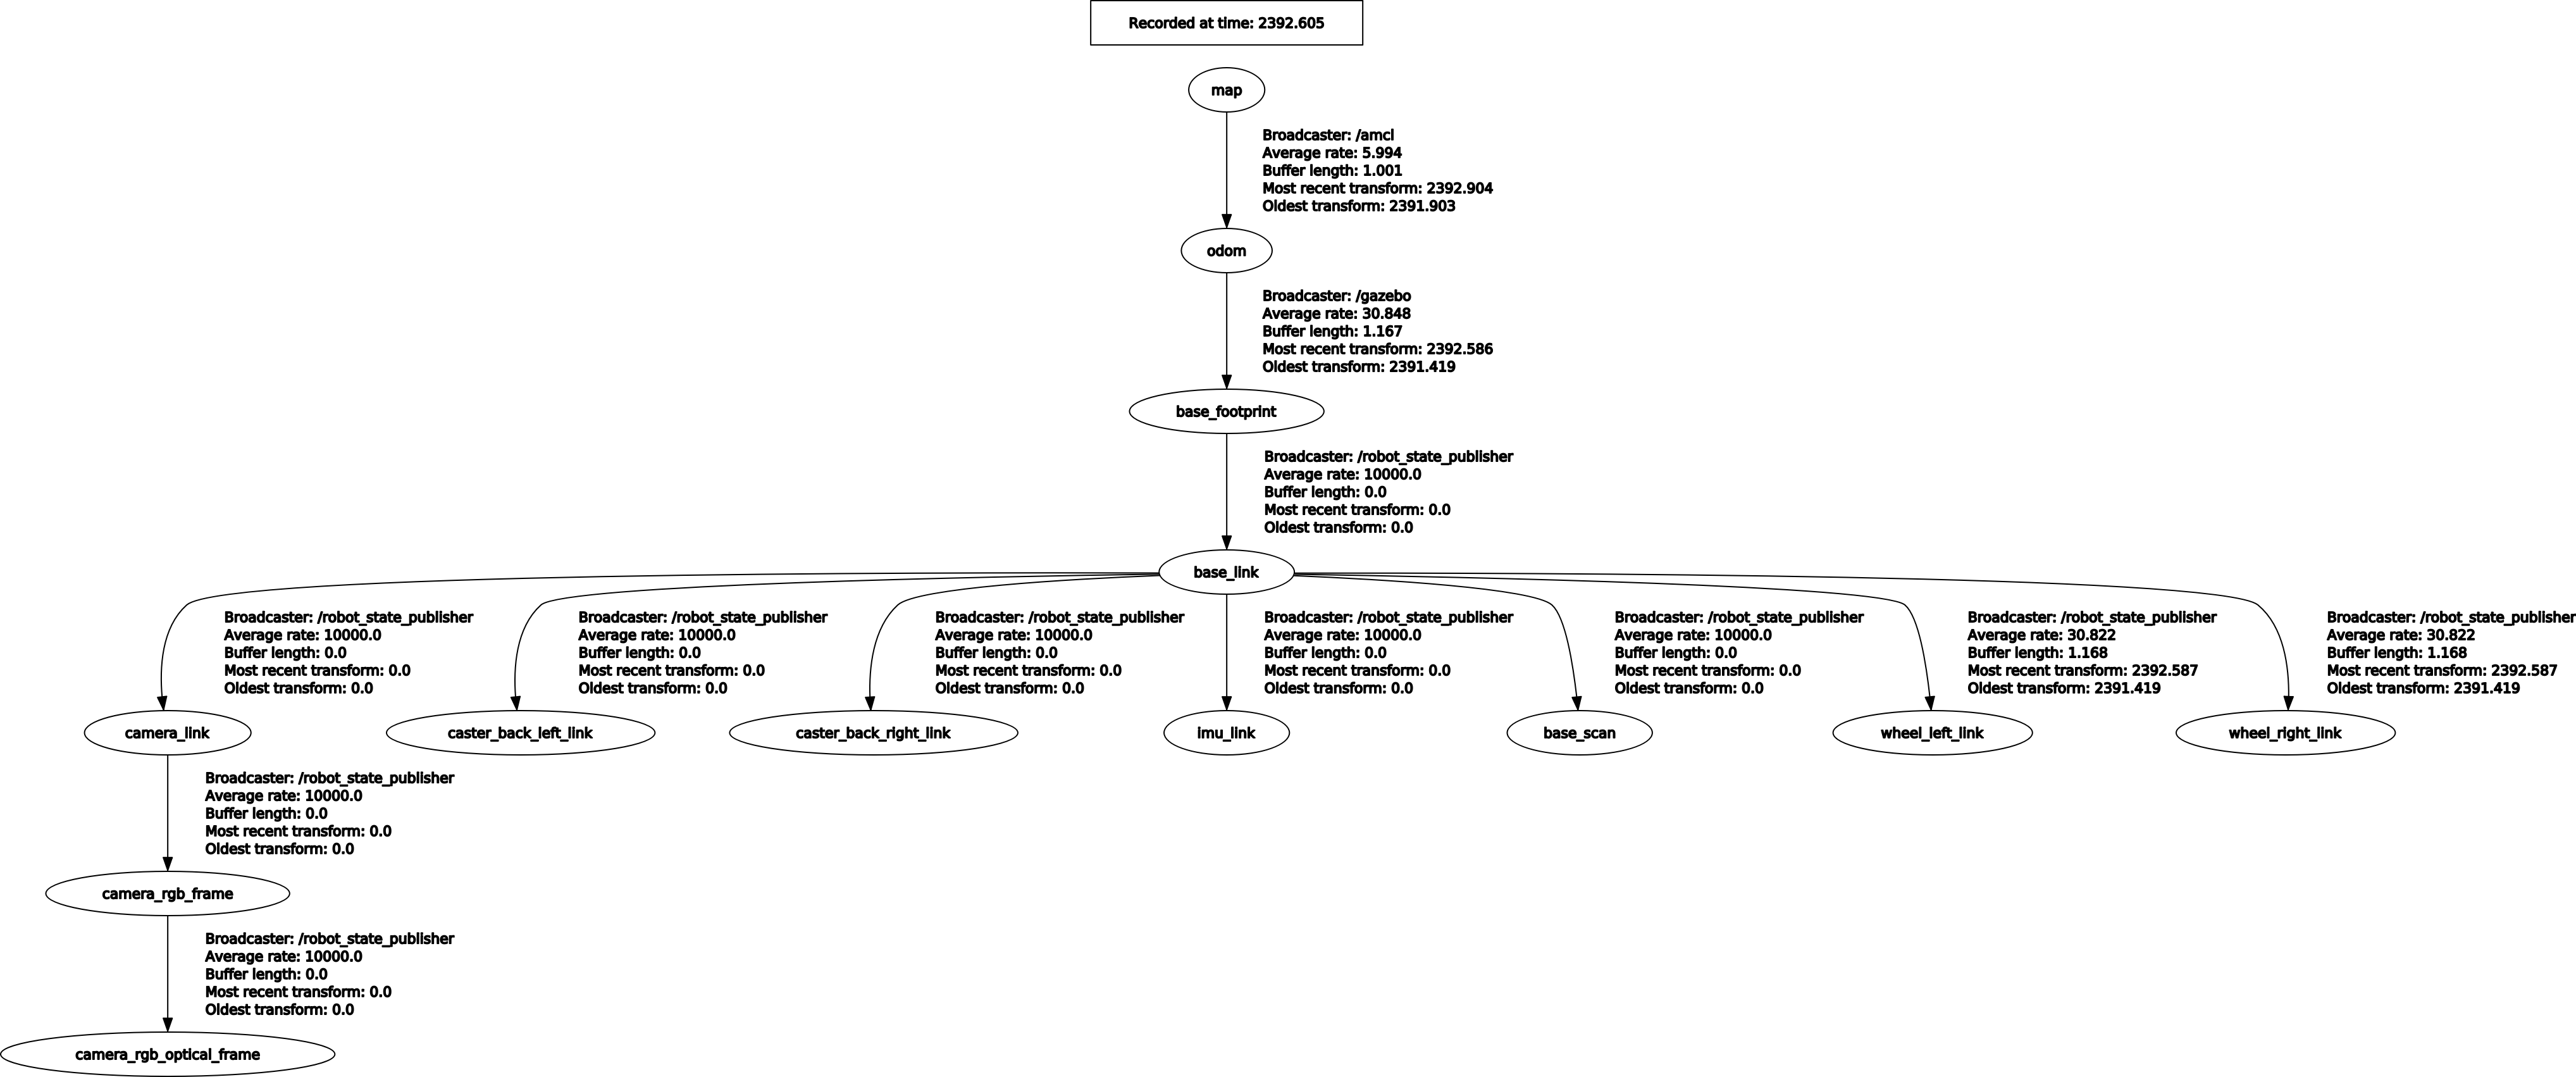 Recorded at time: 2392.605
map
Broadcaster: /amcl
Average rate: 5.994
Buffer length: 1.001
Most recent transform: 2392.904
Oldest transform: 2391.903
odom
Broadcaster: /gazebo
Average rate: 30.848
Buffer length: 1.167
Most recent transform: 2392.586
Oldest transform: 2391.419
base_footprint
Broadcaster: /robot_state_publisher
Average rate: 10000.0
Buffer length: 0.0
Most recent transform: 0.0
Oldest transform: 0.0
base_link
Broadcaster: /robot_state_publisher
Average rate: 10000.0
Buffer length: 0.0
Most recent transform: 0.0
Oldest transform: 0.0
Broadcaster: /robot_state_publisher
Average rate: 10000.0
Buffer length: 0.0
Most recent transform: 0.0
Oldest transform: 0.0
Broadcaster: /robot_state_publisher
Average rate: 10000.0
Buffer length: 0.0
Most recent transform: 0.0
Oldest transform: 0.0
Broadcaster: /robot_state_publisher
Average rate: 10000.0
Buffer length: 0.0
Most recent transform: 0.0
Oldest transform: 0.0
Broadcaster: /robot_state_publisher
Average rate: 10000.0
Buffer length: 0.0
Most recent transform: 0.0
Oldest transform: 0.0
Broadcaster: /robot_state_publisher
Average rate: 30.822
Buffer length: 1.168
Most recent transform: 2392.587
Oldest transform: 2391.419
Broadcaster: /robot_state_publisher
Average rate: 30.822
Buffer length: 1.168
Most recent transform: 2392.587
Oldest transform: 2391.419
camera_link
caster_back_left_link
caster_back_right_link
imu_link
base_scan
wheel_left_link
wheel_right_link
Broadcaster: /robot_state_publisher
Average rate: 10000.0
Buffer length: 0.0
Most recent transform: 0.0
Oldest transform: 0.0
camera_rgb_frame
Broadcaster: /robot_state_publisher
Average rate: 10000.0
Buffer length: 0.0
Most recent transform: 0.0
Oldest transform: 0.0
camera_rgb_optical_frame